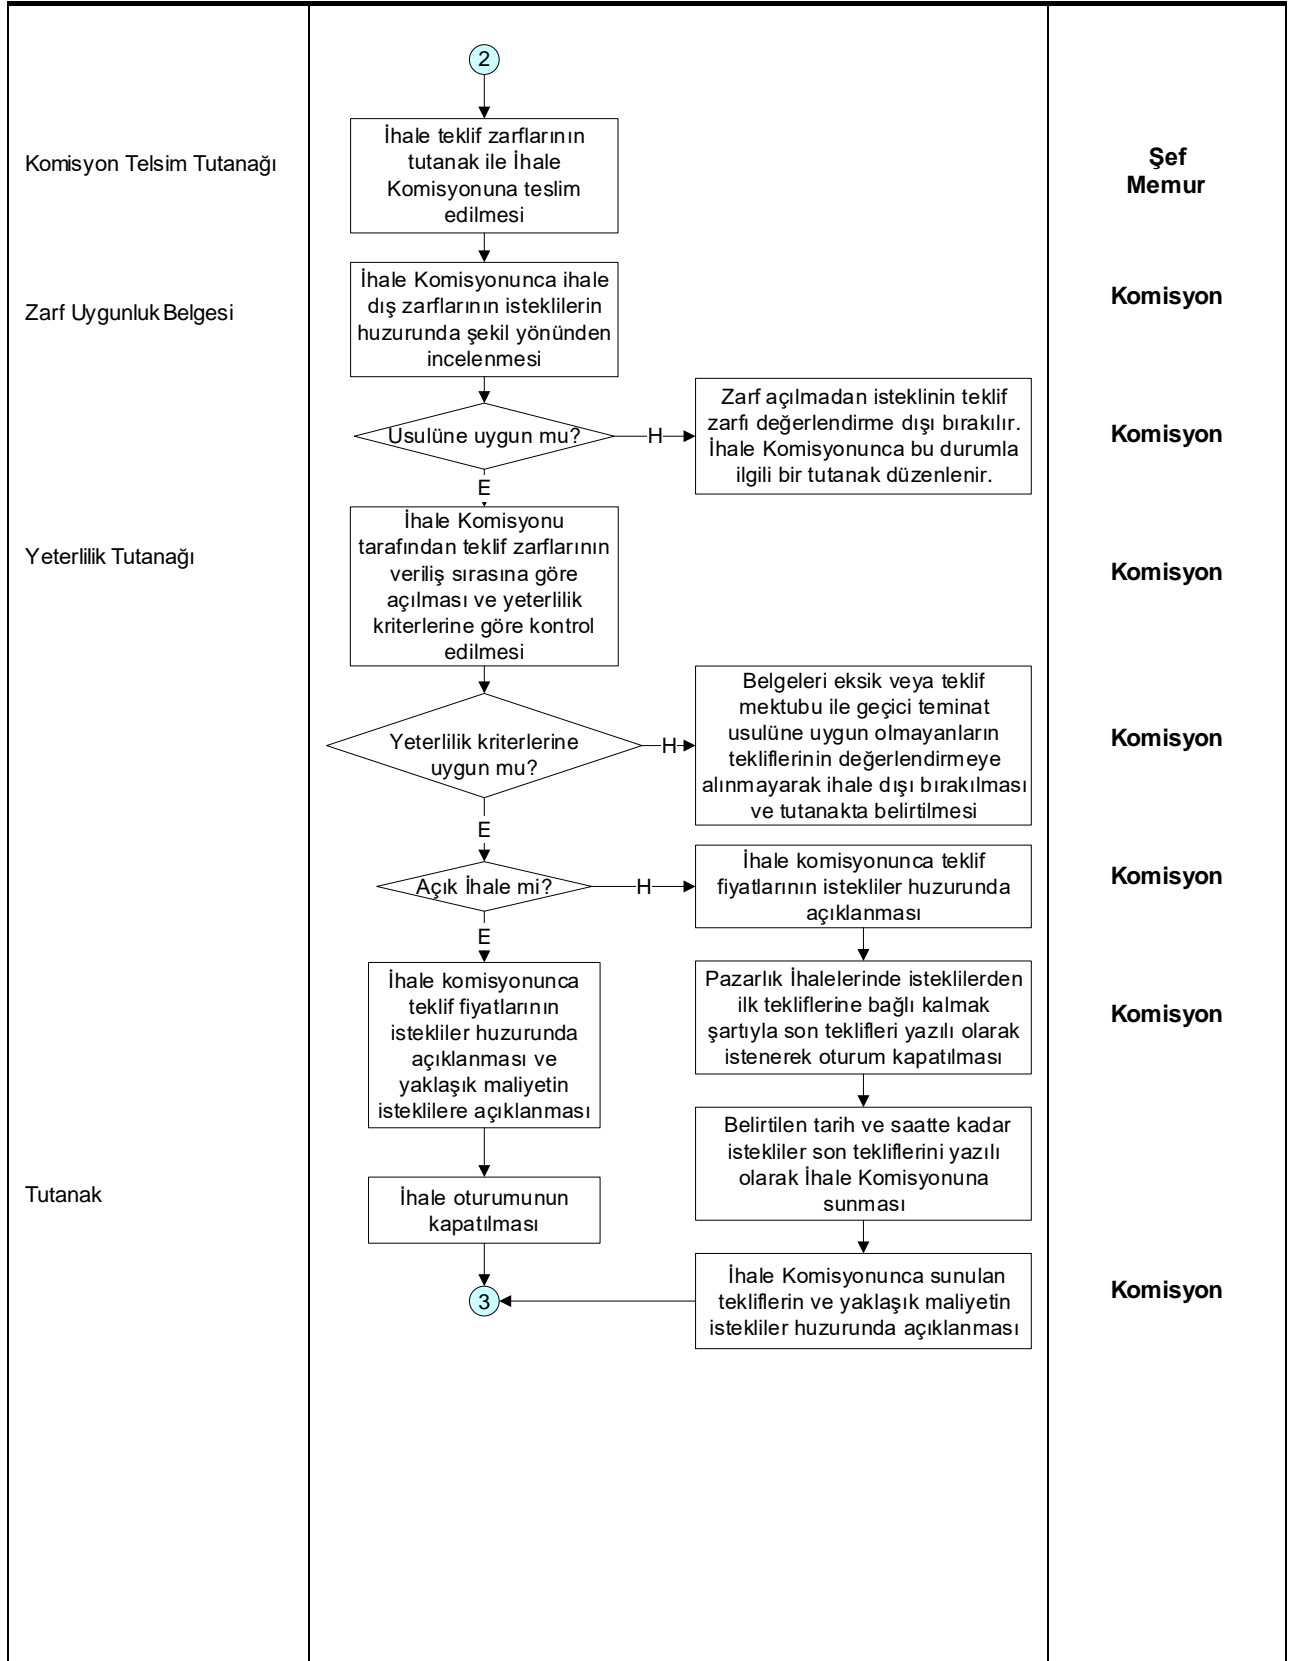 2
Komisyon Telsim Tutanağı
İhale teklif zarflarının
tutanak ile İhale
Komisyonuna teslim
edilmesi
Şef
Memur
Zarf Uygunluk Belgesi
İhale Komisyonunca ihale
dış zarflarının isteklilerin
huzurunda şekil yönünden
incelenmesi
Komisyon
Usulüne uygun mu?
H
Zarf açılmadan isteklinin teklif
zarfı değerlendirme dışı bırakılır.
İhale Komisyonunca bu durumla
ilgili bir tutanak düzenlenir.
Komisyon
E
Yeterlilik Tutanağı
İhale Komisyonu
tarafından teklif zarflarının
veriliş sırasına göre
açılması ve yeterlilik
kriterlerine göre kontrol
edilmesi
Komisyon
Yeterlilik kriterlerine
uygun mu?
H
Belgeleri eksik veya teklif
mektubu ile geçici teminat
usulüne uygun olmayanların
tekliflerinin değerlendirmeye
alınmayarak ihale dışı bırakılması
ve tutanakta belirtilmesi
Komisyon
E
Açık İhale mi?
H
İhale komisyonunca teklif
fiyatlarının istekliler huzurunda
açıklanması
Komisyon
E
İhale komisyonunca
teklif fiyatlarının
istekliler huzurunda
açıklanması ve
yaklaşık maliyetin
isteklilere açıklanması
Pazarlık İhalelerinde isteklilerden
ilk tekliflerine bağlı kalmak
şartıyla son teklifleri yazılı olarak
istenerek oturum kapatılması
Komisyon
Belirtilen tarih ve saatte kadar
istekliler son tekliflerini yazılı
olarak İhale Komisyonuna
sunması
Tutanak
İhale oturumunun
kapatılması
3
İhale Komisyonunca sunulan
tekliflerin ve yaklaşık maliyetin
istekliler huzurunda açıklanması
Komisyon